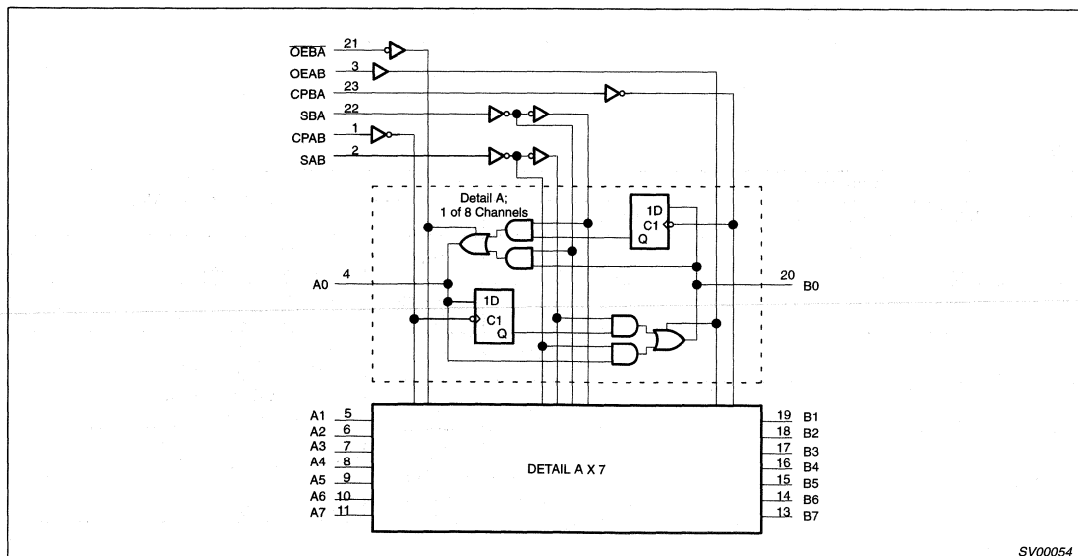 OEBA 21
OEAB 3
CPBA 23
SBA 22
CPAB 1
SAB 2
Detail A;
1 of 8 Channels
1D
C1
Q
A0 4
20 B0
1D
C1
Q
A1 5
A2 6
A3 7
A4 8
A5 9
A6 10
A7 11
DETAIL A X 7
19 B1
18 B2
17 B3
16 B4
15 B5
14 B6
13 B7
SV00054